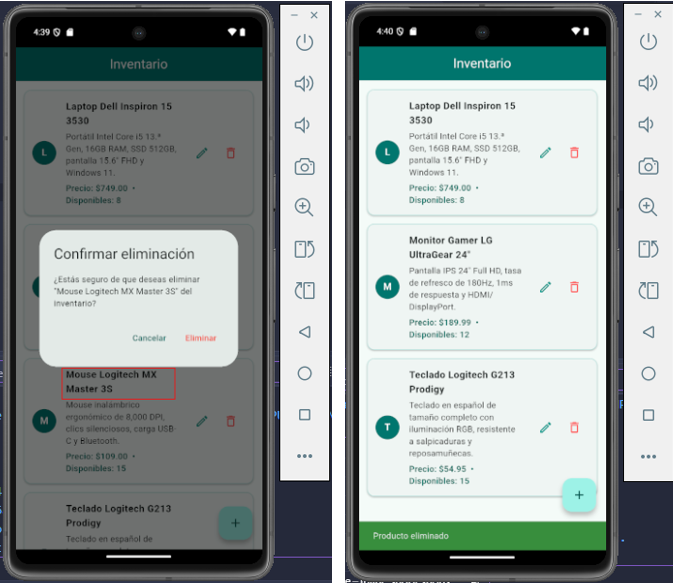 4:39
Inventario
Laptop Dell Inspiron 15
3530
L
Portátil Intel Core i5 13.ª
Gen, 16GB RAM, SSD 512GB,
pantalla 15.6" FHD y
Windows 11.
Precio: $749.00 •
Disponibles: 8
Confirmar eliminación
¿Estás seguro de que deseas eliminar
"Mouse Logitech MX Master 3S" del
inventario?
Cancelar Eliminar
Mouse Logitech MX
Master 3S
M
Mouse inalámbrico
ergonómico de 8,000 DPI,
clics silenciosos, carga USB-
C y Bluetooth.
Precio: $109.00 •
Disponibles: 15
Teclado Logitech G213
Prodigy
Teclado en español de
+
4:40
Inventario
Laptop Dell Inspiron 15
3530
L
Portátil Intel Core i5 13.ª
Gen, 16GB RAM, SSD 512GB,
pantalla 15.6" FHD y
Windows 11.
Precio: $749.00 •
Disponibles: 8
Monitor Gamer LG
UltraGear 24"
M
Pantalla IPS 24" Full HD, tasa
de refresco de 180Hz, 1ms
de respuesta y HDMI/
DisplayPort.
Precio: $189.99 •
Disponibles: 12
Teclado Logitech G213
Prodigy
T
Teclado en español de
tamaño completo con
iluminación RGB, resistente
a salpicaduras y
reposamuñecas.
Precio: $54.95 •
Disponibles: 15
+
Producto eliminado